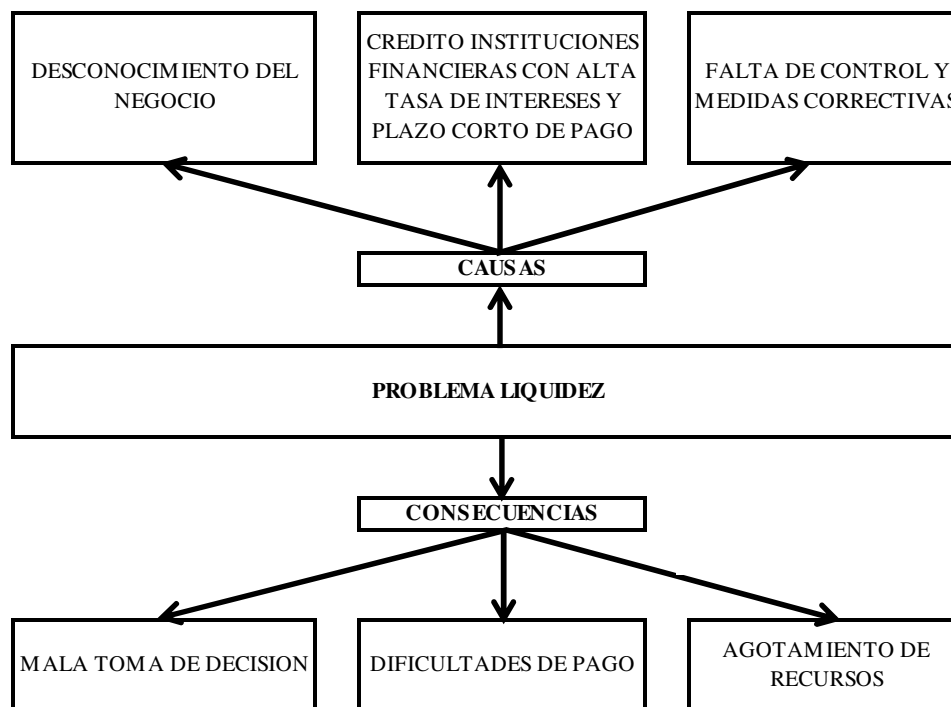 DESCONOCIMIENTO DEL
NEGOCIO
CREDITO INSTITUCIONES
FINANCIERAS CON ALTA
TASA DE INTERESES Y
PLAZO CORTO DE PAGO
FALTA DE CONTROL Y
MEDIDAS CORRECTIVAS
CAUSAS
PROBLEMA LIQUIDEZ
CONSECUENCIAS
MALA TOMA DE DECISION
DIFICULTADES DE PAGO
AGOTAMIENTO DE
RECURSOS